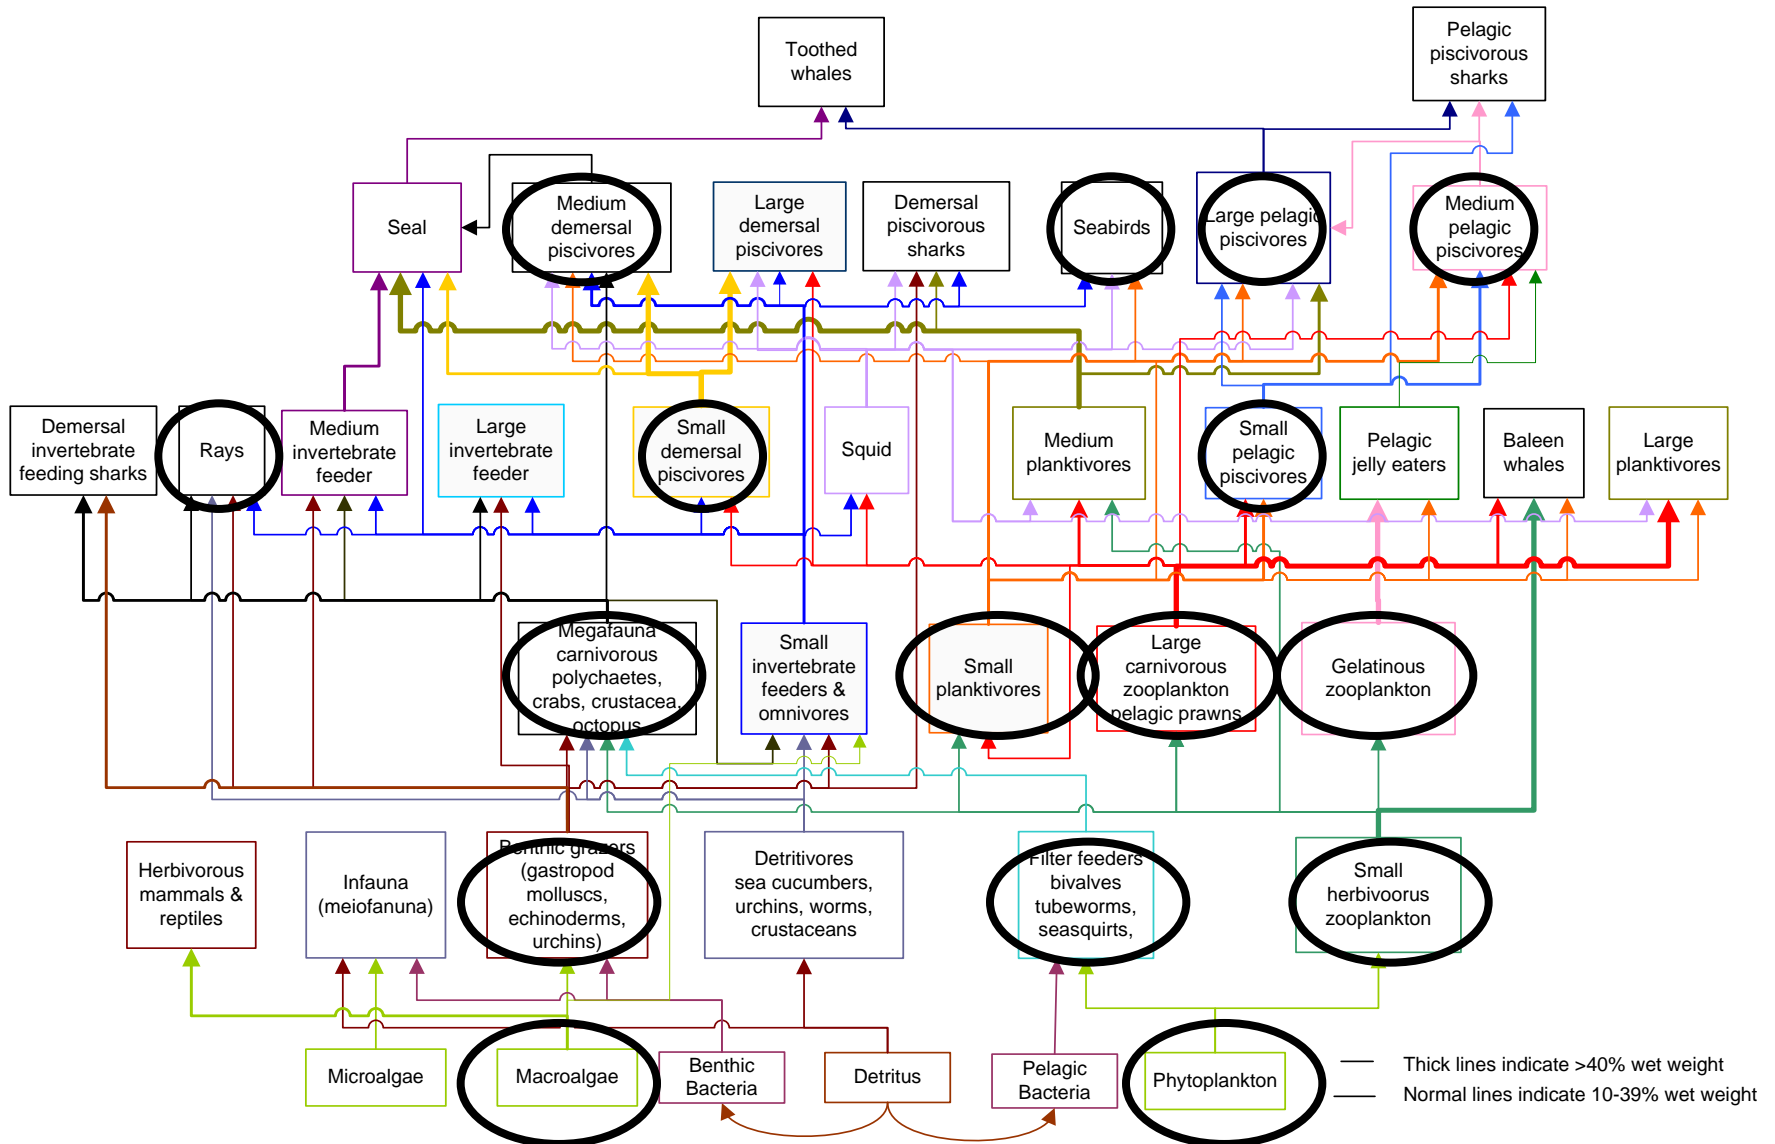 Toothed
whales
Pelagic
piscivorous
sharks
Seal
Medium
demersal
piscivores
Large
demersal
piscivores
Demersal
piscivorous
sharks
Seabirds
Large pelagic
piscivores
Medium
pelagic
piscivores
Demersal
invertebrate
feeding sharks
Rays
Medium
invertebrate
feeder
Large
invertebrate
feeder
Small
demersal
piscivores
Squid
Medium
planktivores
Small
pelagic
piscivores
Pelagic
jelly eaters
Baleen
whales
Large
planktivores
Megafauna
carnivorous
polychaetes,
crabs, crustacea,
octopus
Small
invertebrate
feeders &
omnivores
Small
planktivores
Large
carnivorous
zooplankton
pelagic prawns
Gelatinous
zooplankton
Herbivorous
mammals &
reptiles
Infauna
(meiofanuna)
Benthic grazers
(gastropod
molluscs,
echinoderms,
urchins)
Detritivores
sea cucumbers,
urchins, worms,
crustaceans
Filter feeders
bivalves
tubeworms,
seasquirts,
Small
herbivoorus
zooplankton
Microalgae
Macroalgae
Benthic
Bacteria
Detritus
Pelagic
Bacteria
Phytoplankton
Thick lines indicate >40% wet weight
Normal lines indicate 10-39% wet weight